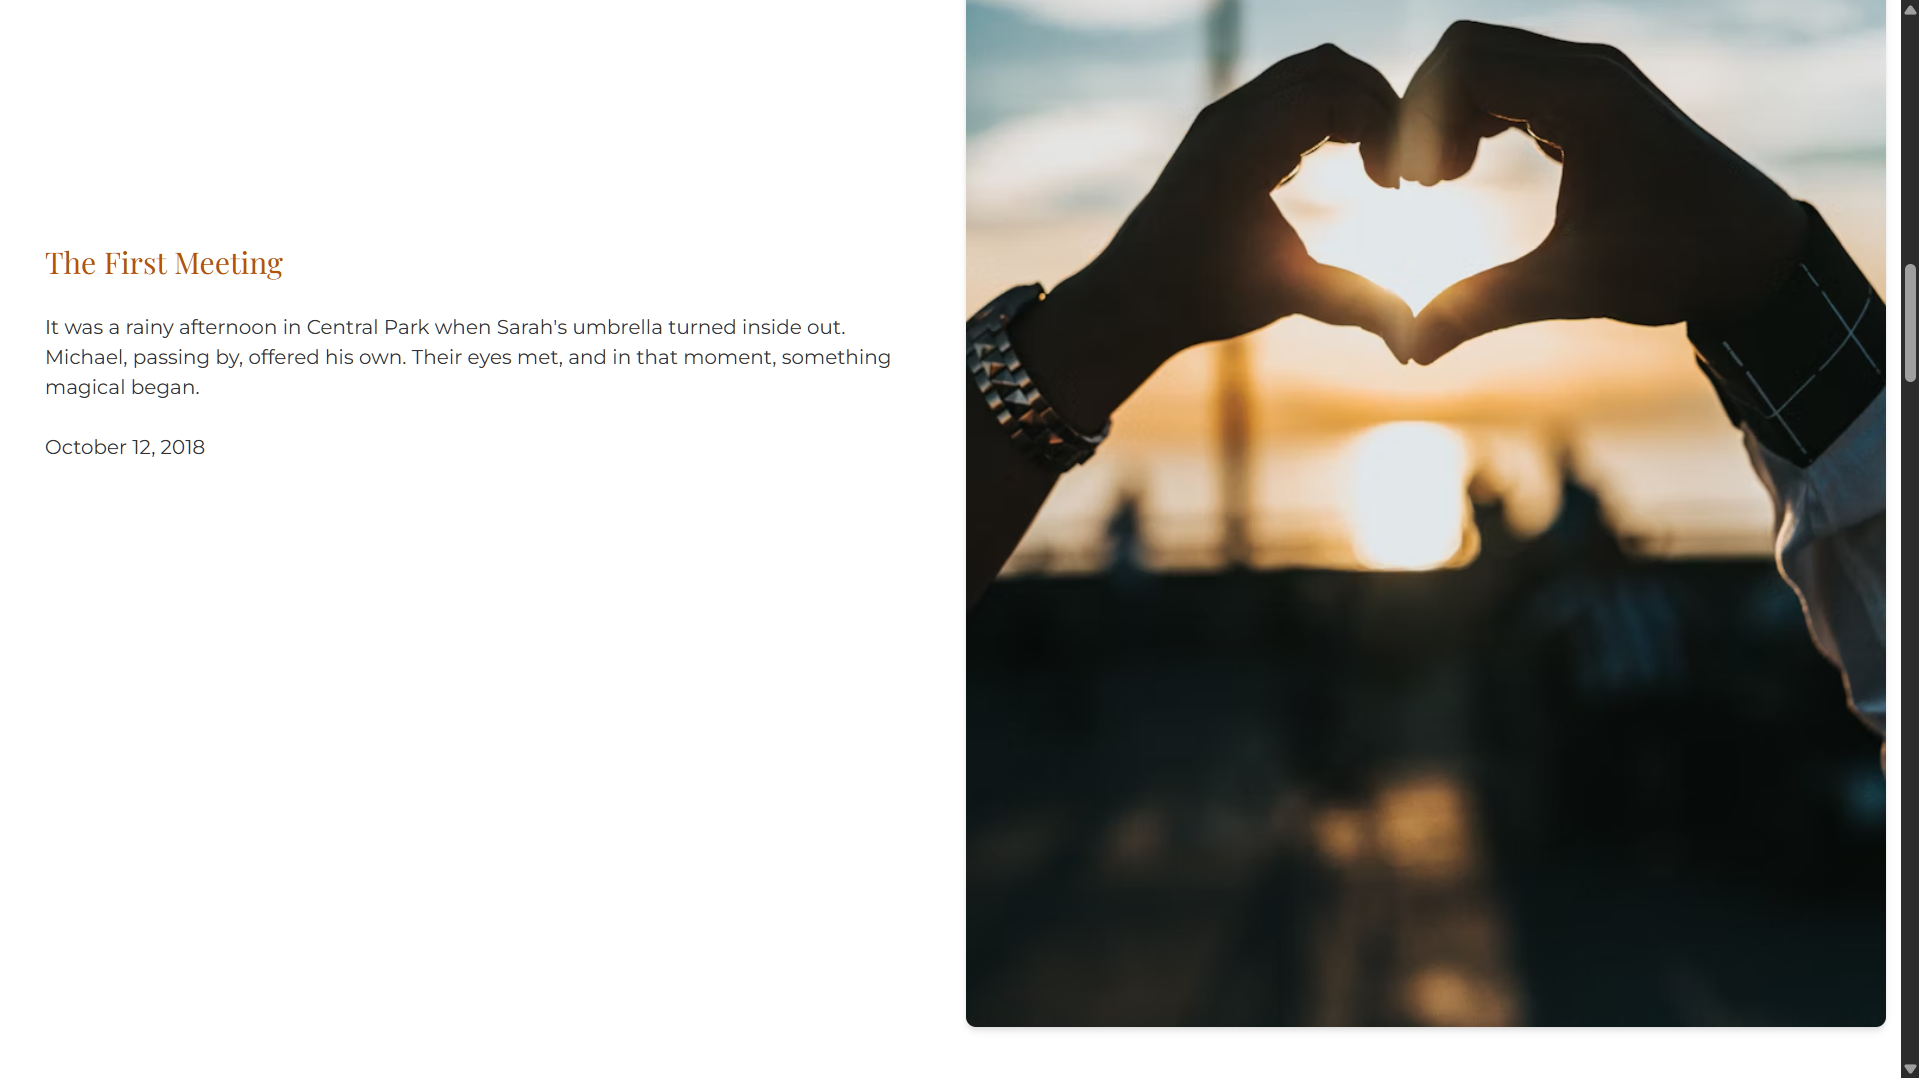 The First Meeting
It was a rainy afternoon in Central Park when Sarah's umbrella turned inside out.
Michael, passing by, offered his own. Their eyes met, and in that moment, something
magical began.
October 12, 2018